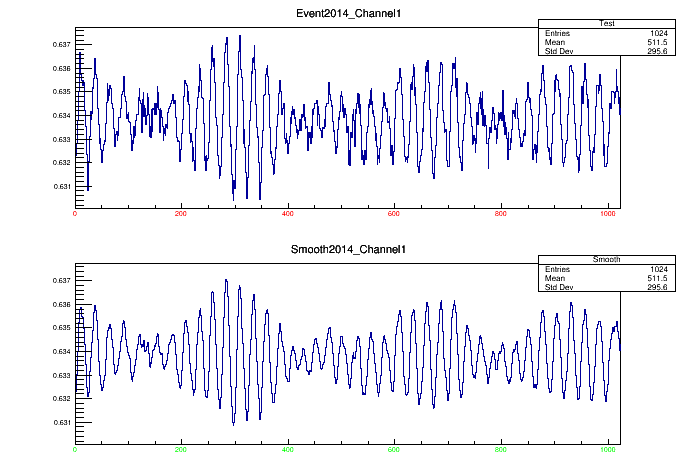 Event2014_Channel1
Test
Entries 1024
Mean 511.5
Std Dev 295.6
0.637
0.636
0.635
0.634
0.633
0.632
0.631
0 200 400 600 800 1000
Smooth2014_Channel1
Smooth
Entries 1024
Mean 511.5
Std Dev 295.6
0.637
0.636
0.635
0.634
0.633
0.632
0.631
0 200 400 600 800 1000